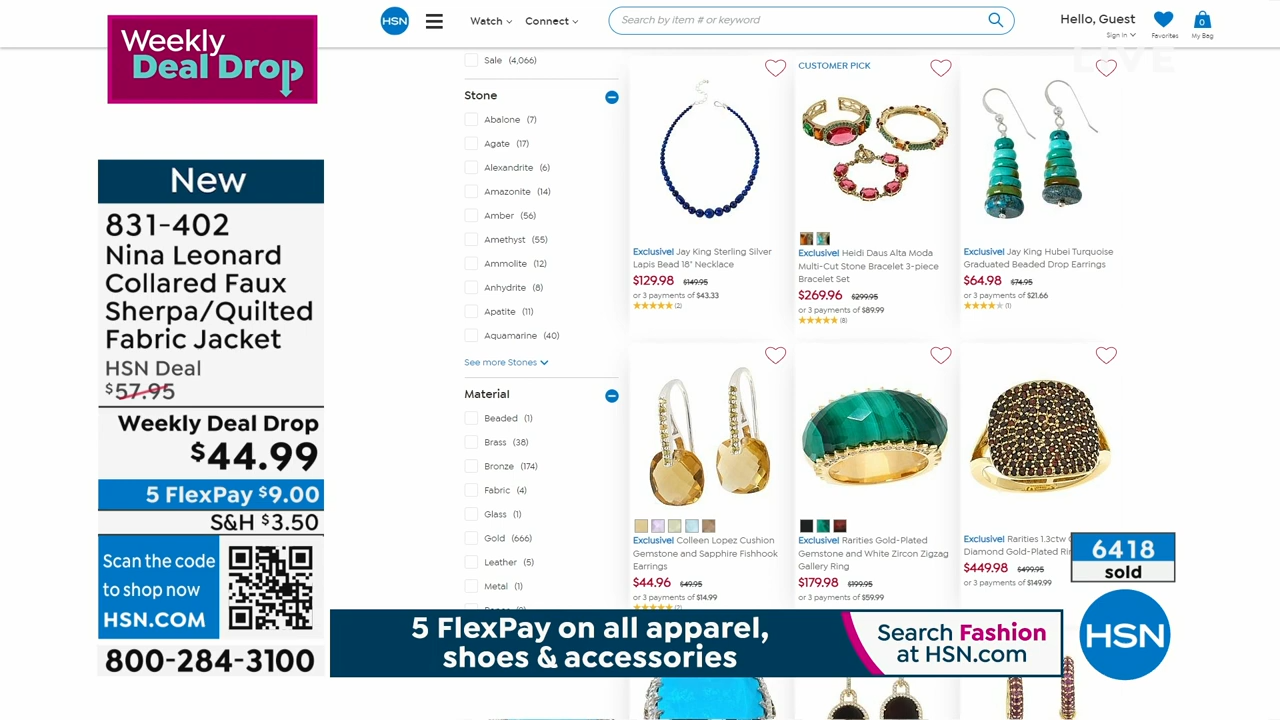 Weekly
Deal Drop
New
831-402
Nina Leonard
Collared Faux
Sherpa/Quilted
Fabric Jacket
HSN Deal
$57.95
Weekly Deal Drop
$44.99
5 FlexPay $9.00
S&H $3.50
Scan the code
to shop now
HSN.COM
800-284-3100
HSN
Watch
Connect
Search by item # or keyword
Hello, Guest
Sign In
Favorites
0
My Bag
LIVE
Sale (4,066)
Stone
Abalone (7)
Agate (17)
Alexandrite (6)
Amazonite (14)
Amber (56)
Amethyst (55)
Ammolite (12)
Anhydrite (8)
Apatite (11)
Aquamarine (40)
See more Stones
Material
Beaded (1)
Brass (38)
Bronze (174)
Fabric (4)
Glass (1)
Gold (666)
Leather (5)
Metal (1)
Exclusive! Jay King Sterling Silver
Lapis Bead 18" Necklace
$129.98 $149.95
or 3 payments of $43.33
(2)
CUSTOMER PICK
Exclusive! Heidi Daus Alta Moda
Multi-Cut Stone Bracelet 3-piece
Bracelet Set
$269.96 $299.95
or 3 payments of $89.99
(8)
Exclusive! Jay King Hubei Turquoise
Graduated Beaded Drop Earrings
$64.98 $74.95
or 3 payments of $21.66
(1)
Exclusive! Colleen Lopez Cushion
Gemstone and Sapphire Fishhook
Earrings
$44.96 $49.95
or 3 payments of $14.99
(2)
Exclusive! Rarities Gold-Plated
Gemstone and White Zircon Zigzag
Gallery Ring
$179.98 $199.95
or 3 payments of $59.99
Exclusive! Rarities 1.3ctw
Diamond Gold-Plated
$449.98 $499.95
or 3 payments of $149.99
6418
sold
5 FlexPay on all apparel,
shoes & accessories
Search Fashion
at HSN.com
HSN